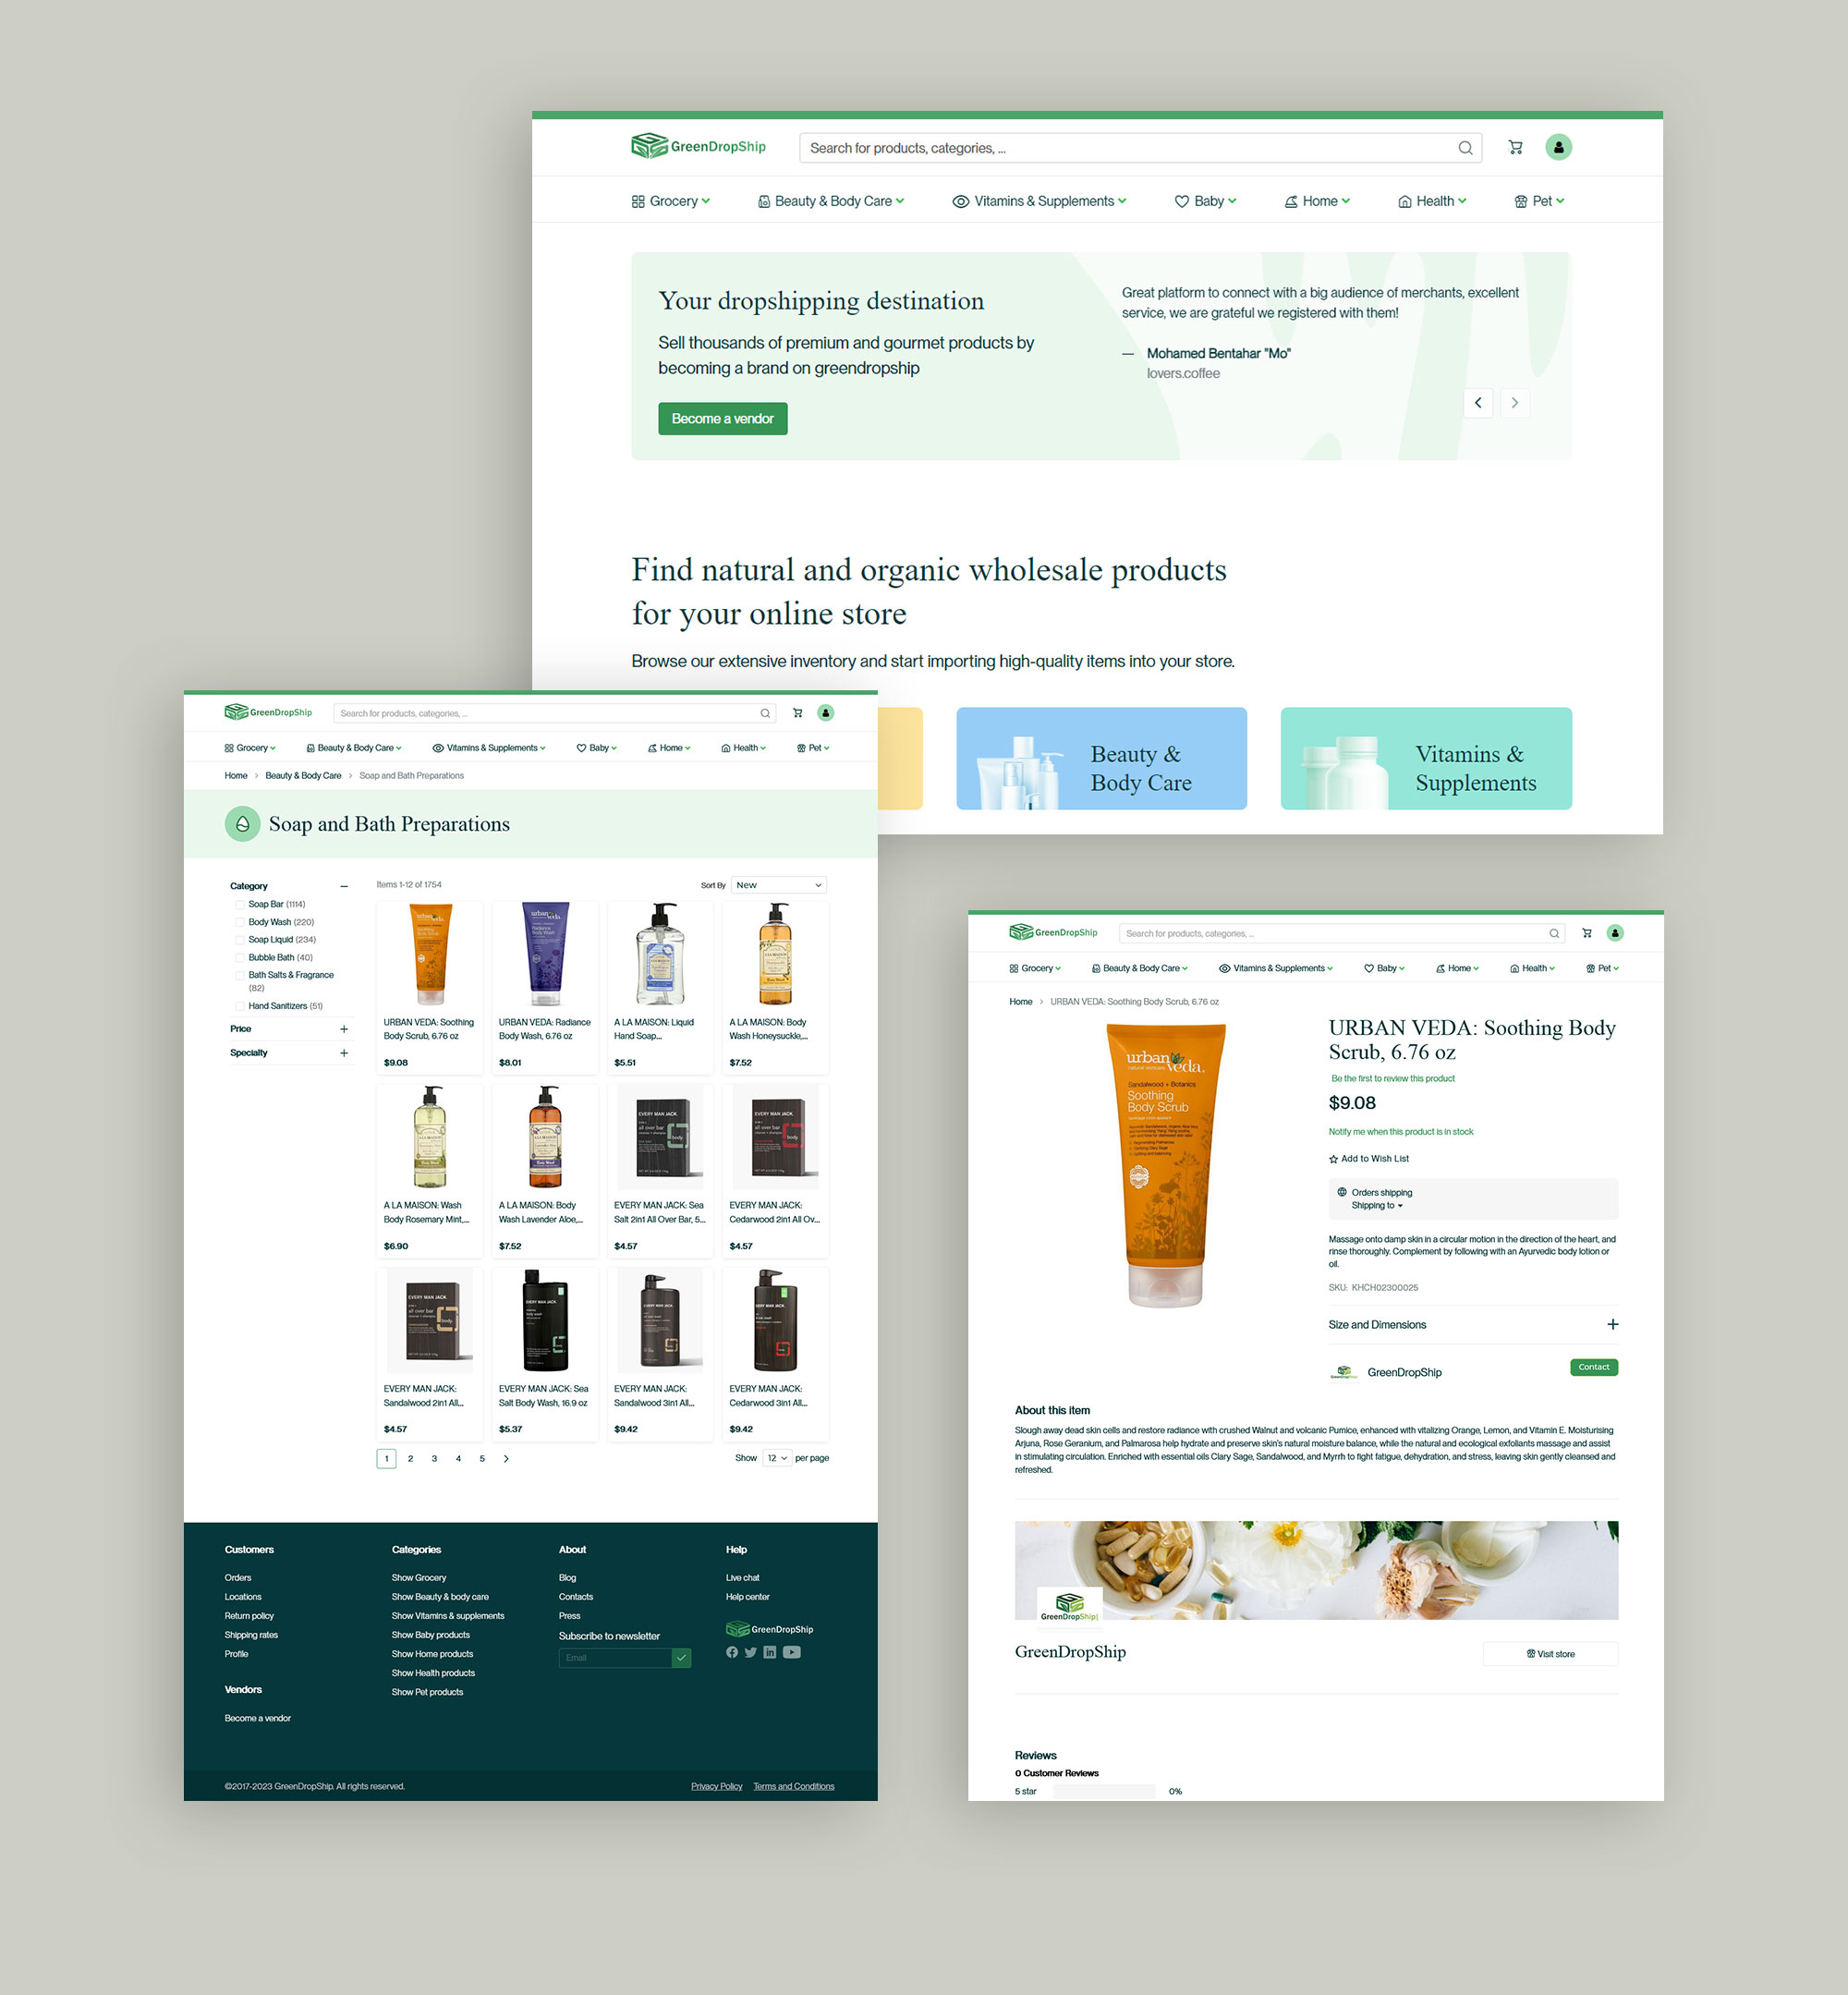 GreenDropShip
Search for products, categories, ...
Grocery
Beauty & Body Care
Vitamins & Supplements
Baby
Home
Health
Pet
Your dropshipping destination
Sell thousands of premium and gourmet products by
becoming a brand on greendropship
Become a vendor
Great platform to connect with a big audience of merchants, excellent
service, we are grateful we registered with them!
— Mohamed Bentahar "Mo"
lovers.coffee
Find natural and organic wholesale products
for your online store
Browse our extensive inventory and start importing high-quality items into your store.
Beauty &
Body Care
Vitamins &
Supplements
GreenDropShip
Search for products, categories, ...
Grocery
Beauty & Body Care
Vitamins & Supplements
Baby
Home
Health
Pet
Home > Beauty & Body Care > Soap and Bath Preparations
Soap and Bath Preparations
Category
Soap Bar (1114)
Body Wash (220)
Soap Liquid (234)
Bubble Bath (40)
Bath Salts & Fragrance
(82)
Hand Sanitizers (51)
Price
Specialty
Items 1-12 of 1754
Sort By New
URBAN VEDA: Soothing
Body Scrub, 6.76 oz
$9.08
URBAN VEDA: Radiance
Body Wash, 6.76 oz
$8.01
A LA MAISON: Liquid
Hand Soap...
$5.51
A LA MAISON: Body
Wash Honeysuckle,...
$7.52
A LA MAISON: Wash
Body Rosemary Mint,...
$6.90
A LA MAISON: Body
Wash Lavender Aloe,...
$7.52
EVERY MAN JACK: Sea
Salt 2in1 All Over Bar, 5...
$4.57
EVERY MAN JACK:
Cedarwood 2in1 All Ov...
$4.57
EVERY MAN JACK:
Sandalwood 2in1 All...
$4.57
EVERY MAN JACK: Sea
Salt Body Wash, 16.9 oz
$5.37
EVERY MAN JACK:
Sandalwood 3in1 All...
$9.42
EVERY MAN JACK:
Cedarwood 3in1 All...
$9.42
1 2 3 4 5 >
Show 12 per page
Customers
Orders
Locations
Return policy
Shipping rates
Profile
Vendors
Become a vendor
Categories
Show Grocery
Show Beauty & body care
Show Vitamins & supplements
Show Baby products
Show Home products
Show Health products
Show Pet products
About
Blog
Contacts
Press
Subscribe to newsletter
Email
Help
Live chat
Help center
GreenDropShip
©2017-2023 GreenDropShip. All rights reserved.
Privacy Policy
Terms and Conditions
GreenDropShip
Search for products, categories, ...
Grocery
Beauty & Body Care
Vitamins & Supplements
Baby
Home
Health
Pet
Home > URBAN VEDA: Soothing Body Scrub, 6.76 oz
urban
veda.
natural skincare
Sandalwood + Botanics
Soothing
Body Scrub
URBAN VEDA: Soothing Body
Scrub, 6.76 oz
Be the first to review this product
$9.08
Notify me when this product is in stock
Add to Wish List
Orders shipping
Shipping to
Massage onto damp skin in a circular motion in the direction of the heart, and
rinse thoroughly. Complement by following with an Ayurvedic body lotion or
oil.
SKU: KHCH02300025
Size and Dimensions
GreenDropShip
Contact
About this item
Slough away dead skin cells and restore radiance with crushed Walnut and volcanic Pumice, enhanced with vitalizing Orange, Lemon, and Vitamin E. Moisturising
Arjuna, Rose Geranium, and Palmarosa help hydrate and preserve skin's natural moisture balance, while the natural and ecological exfoliants massage and assist
in stimulating circulation. Enriched with essential oils Clary Sage, Sandalwood, and Myrrh to fight fatigue, dehydration, and stress, leaving skin gently cleansed and
refreshed.
GreenDropShip
GreenDropShip
Visit store
Reviews
0 Customer Reviews
5 star
0%